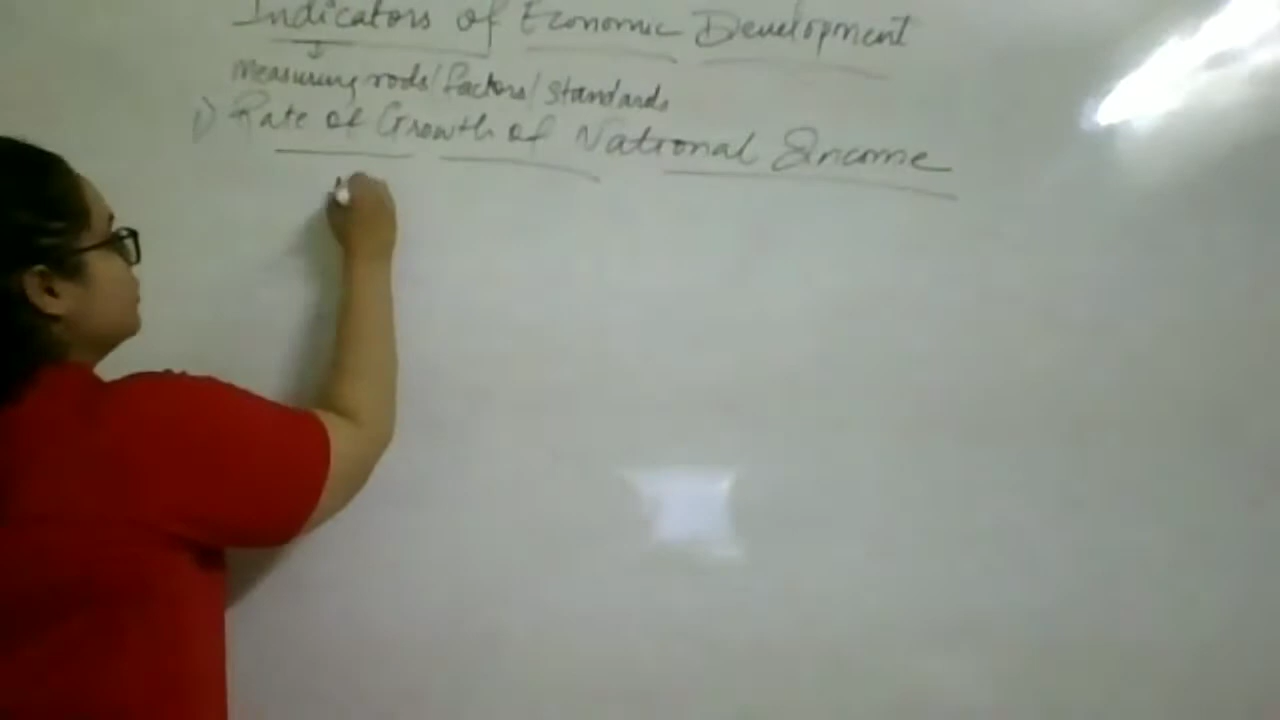 Indicators of Economic Development
Measuring rods/factors/standards
1) Rate of Growth of National Income